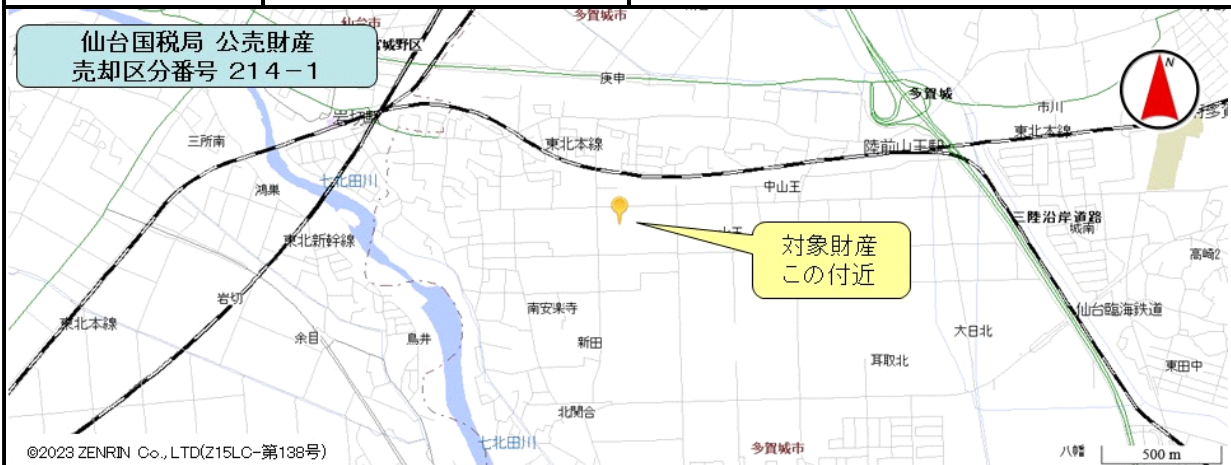 仙台国税局 公売財産
売却区分番号 214-1
仙台市
宮城野区
多賀城市
庚申
多賀城
市川
N
岩切駅
東北本線
陸前山王駅
東北本線
三所南
鴻巣
七北田川
中山王
三陸沿岸道路
城南
対象財産
この付近
東北新幹線
高崎2
岩切
南安楽寺
仙台臨海鉄道
東北本線
余目
鳥井
新田
大日北
耳取北
東田中
北関合
七北田川
多賀城市
八幡
500 m
©2023 ZENRIN Co., LTD(Z15LC-第138号)